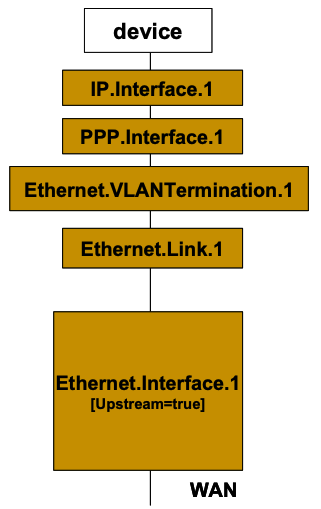 device
IP.Interface.1
PPP.Interface.1
Ethernet.VLANTermination.1
Ethernet.Link.1
Ethernet.Interface.1
[Upstream=true]
WAN